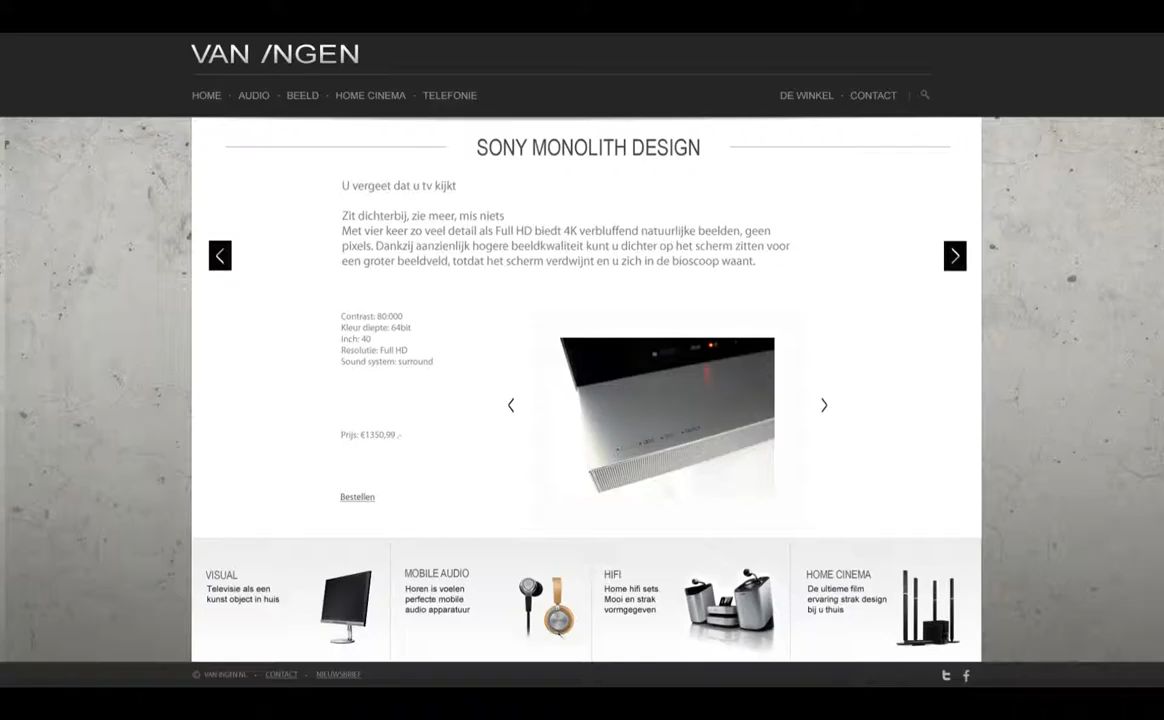 VAN INGEN
HOME · AUDIO · BEELD · HOME CINEMA · TELEFONIE
DE WINKEL · CONTACT |
SONY MONOLITH DESIGN
U vergeet dat u tv kijkt
Zit dichterbij, zie meer, mis niets
Met vier keer zo veel detail als Full HD biedt 4K verbluffend natuurlijke beelden, geen
pixels. Dankzij aanzienlijk hogere beeldkwaliteit kunt u dichter op het scherm zitten voor
een groter beeldveld, totdat het scherm verdwijnt en u zich in de bioscoop waant.
Contrast: 80.000
Kleur diepte: 64bit
Inch: 40
Resolutie: Full HD
Sound system: surround
Prijs: €1350,99 ,-
Bestellen
VISUAL
Televisie als een
kunst object in huis
MOBILE AUDIO
Horen is voelen
perfecte mobile
audio apparatuur
HIFI
Home hifi sets
Mooi en strak
vormgegeven
HOME CINEMA
De ultieme film
ervaring strak design
bij u thuis
© VAN INGEN.NL · CONTACT · NIEUWSBRIEF